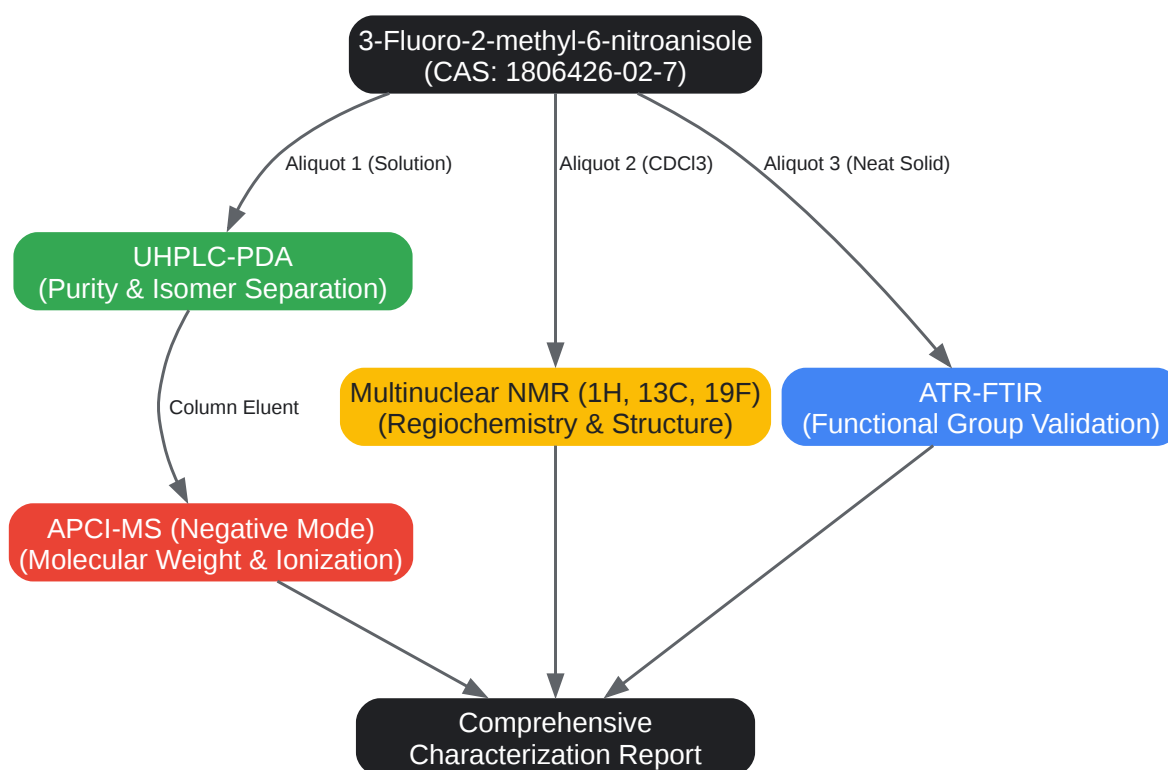 3-Fluoro-2-methyl-6-nitroanisole
(CAS: 1806426-02-7)
Aliquot 1 (Solution)
Aliquot 2 (CDCl3)
Aliquot 3 (Neat Solid)
UHPLC-PDA
(Purity & Isomer Separation)
Column Eluent
Multinuclear NMR (1H, 13C, 19F)
(Regiochemistry & Structure)
ATR-FTIR
(Functional Group Validation)
APCI-MS (Negative Mode)
(Molecular Weight & Ionization)
Comprehensive
Characterization Report